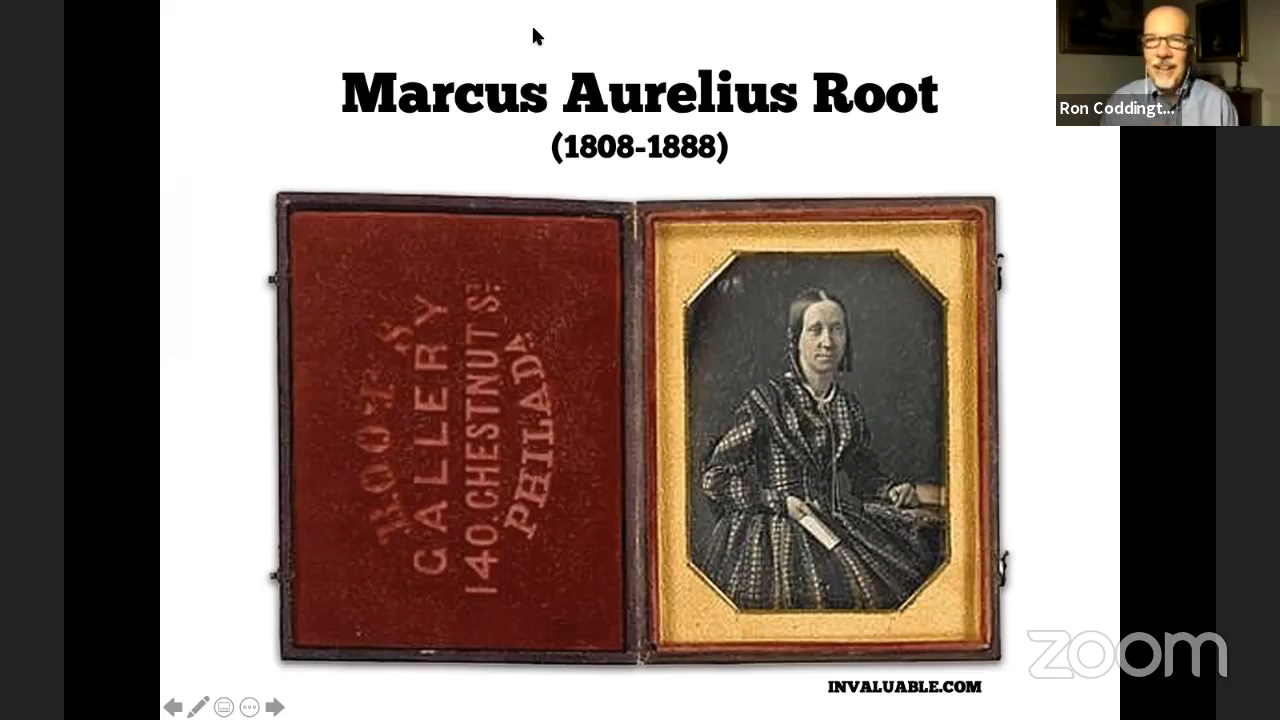 Marcus Aurelius Root
(1808-1888)
Ron Coddingt...
ROOT'S
GALLERY
140 CHESTNUT ST.
PHILADA
zoom
INVALUABLE.COM